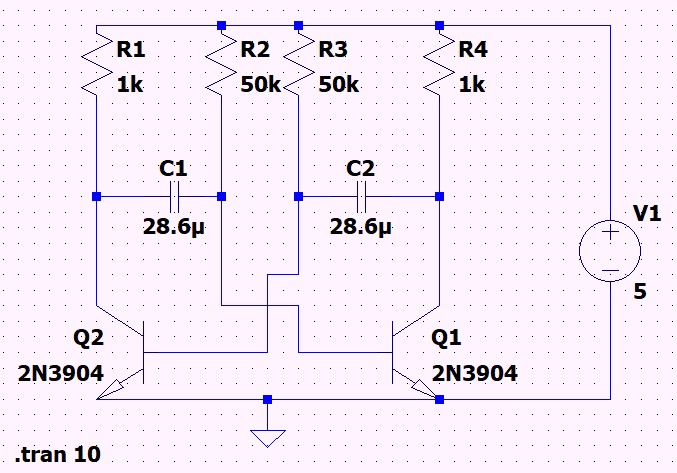 R1 R2 R3 R4
1k 50k 50k 1k
C1 C2
28.6µ 28.6µ
V1
+
−
5
Q2 Q1
2N3904 2N3904
.tran 10